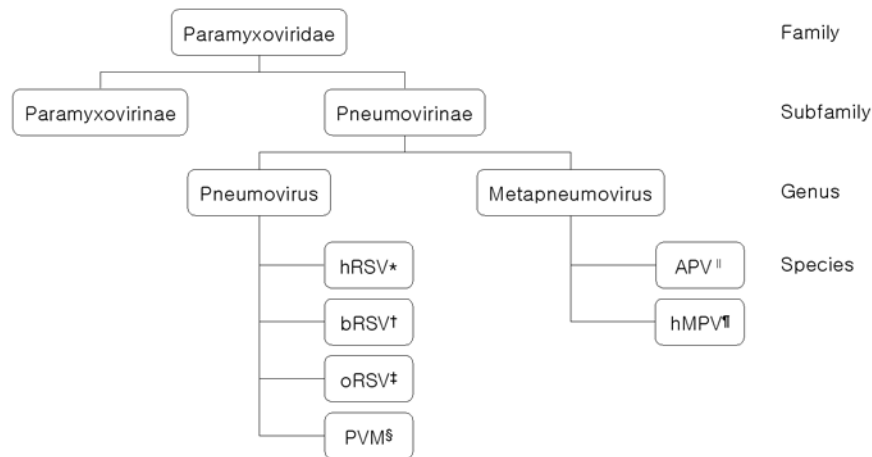 Paramyxoviridae Family
Paramyxovirinae Pneumovirinae Subfamily
Pneumovirus Metapneumovirus Genus
hRSV* APV|| Species
bRSV† hMPV¶
oRSV‡
PVM§